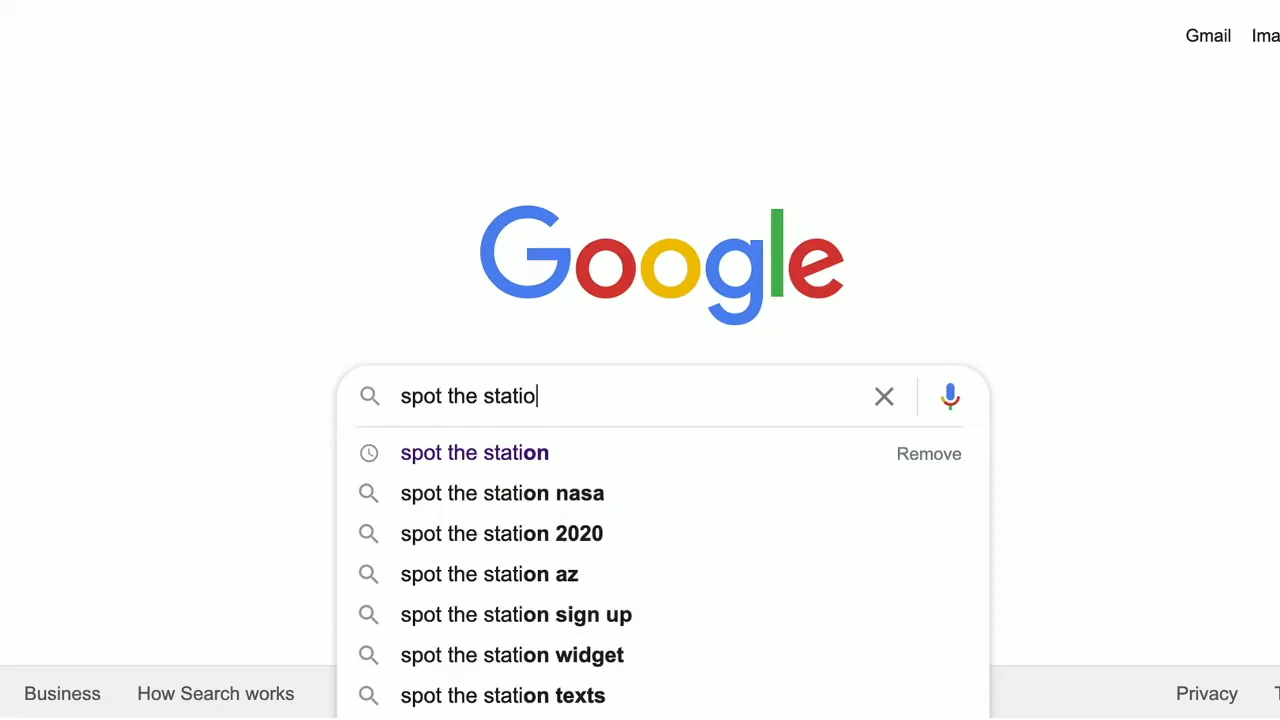 Gmail Ima
Google
spot the statio
spot the station Remove
spot the station nasa
spot the station 2020
spot the station az
spot the station sign up
spot the station widget
spot the station texts
Business How Search works Privacy T